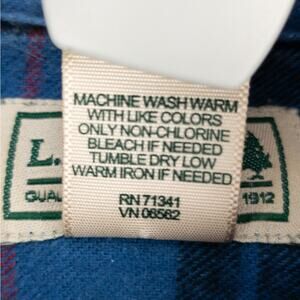 MACHINE WASH WARM
WITH LIKE COLORS
ONLY NON-CHLORINE
BLEACH IF NEEDED
TUMBLE DRY LOW
WARM IRON IF NEEDED
RN 71341
VN 06562
L.
1912